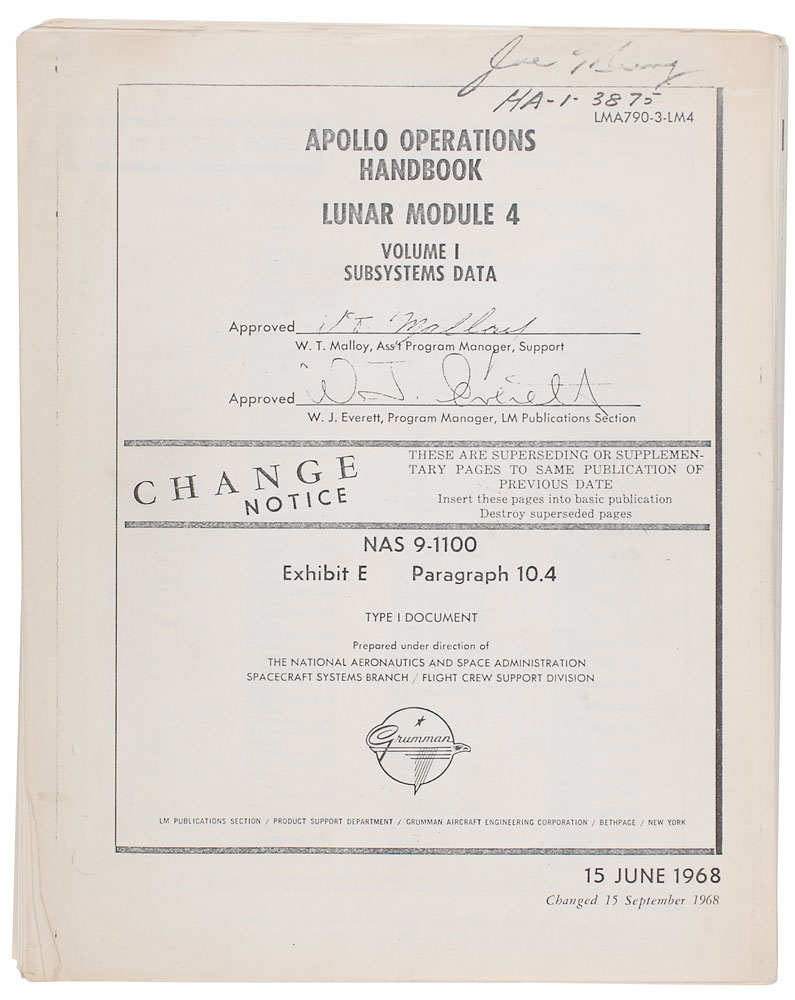 Joe
HA-1-3875
LMA790-3-LM4
APOLLO OPERATIONS
HANDBOOK
LUNAR MODULE 4
VOLUME I
SUBSYSTEMS DATA
Approved W. T. Malloy
W. T. Malloy, Ass't Program Manager, Support
Approved W. J. Everett
W. J. Everett, Program Manager, LM Publications Section
CHANGE
NOTICE
THESE ARE SUPERSEDING OR SUPPLEMEN-
TARY PAGES TO SAME PUBLICATION OF
PREVIOUS DATE
Insert these pages into basic publication
Destroy superseded pages
NAS 9-1100
Exhibit E Paragraph 10.4
TYPE I DOCUMENT
Prepared under direction of
THE NATIONAL AERONAUTICS AND SPACE ADMINISTRATION
SPACECRAFT SYSTEMS BRANCH / FLIGHT CREW SUPPORT DIVISION
Grumman
LM PUBLICATIONS SECTION / PRODUCT SUPPORT DEPARTMENT / GRUMMAN AIRCRAFT ENGINEERING CORPORATION / BETHPAGE / NEW YORK
15 JUNE 1968
Changed 15 September 1968